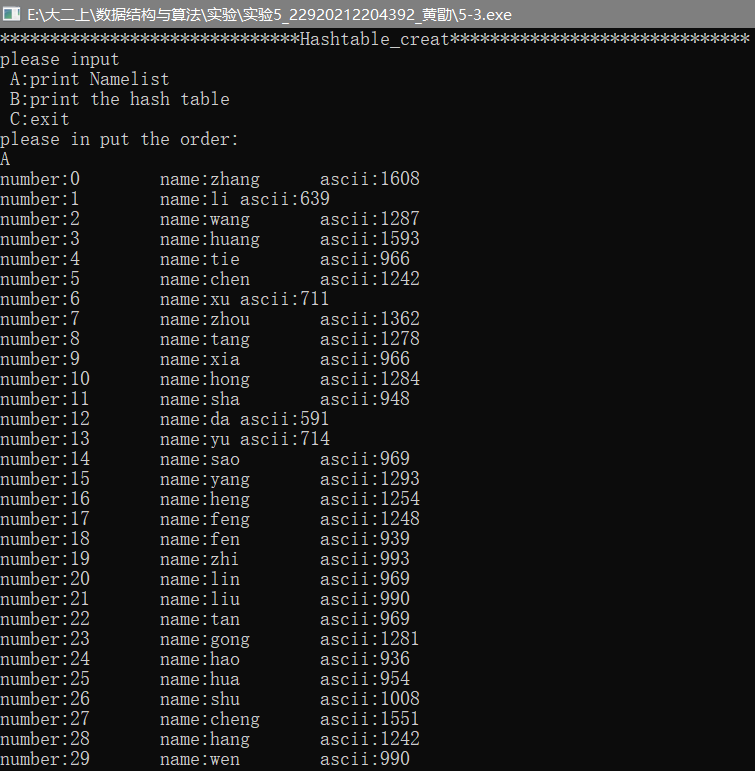 E:\大二上\数据结构与算法\实验\实验5_22920212204392_黄勖\5-3.exe
******************************Hashtable_creat******************************
please input
A:print Namelist
B:print the hash table
C:exit
please in put the order:
A
number:0 name:zhang ascii:1608
number:1 name:li ascii:639
number:2 name:wang ascii:1287
number:3 name:huang ascii:1593
number:4 name:tie ascii:966
number:5 name:chen ascii:1242
number:6 name:xu ascii:711
number:7 name:zhou ascii:1362
number:8 name:tang ascii:1278
number:9 name:xia ascii:966
number:10 name:hong ascii:1284
number:11 name:sha ascii:948
number:12 name:da ascii:591
number:13 name:yu ascii:714
number:14 name:sao ascii:969
number:15 name:yang ascii:1293
number:16 name:heng ascii:1254
number:17 name:feng ascii:1248
number:18 name:fen ascii:939
number:19 name:zhi ascii:993
number:20 name:lin ascii:969
number:21 name:liu ascii:990
number:22 name:tan ascii:969
number:23 name:gong ascii:1281
number:24 name:hao ascii:936
number:25 name:hua ascii:954
number:26 name:shu ascii:1008
number:27 name:cheng ascii:1551
number:28 name:hang ascii:1242
number:29 name:wen ascii:990